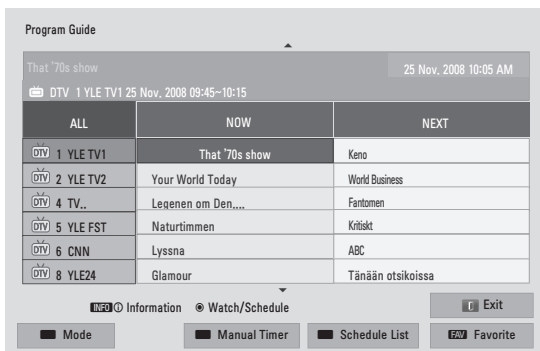 Program Guide
That '70s show 25 Nov. 2008 10:05 AM
DTV 1 YLE TV1 25 Nov. 2008 09:45~10:15
ALL NOW NEXT
DTV 1 YLE TV1 That '70s show Keno
DTV 2 YLE TV2 Your World Today World Business
DTV 4 TV.. Legenen om Den.... Fantomen
DTV 5 YLE FST Naturtimmen Kritiskt
DTV 6 CNN Lyssna ABC
DTV 8 YLE24 Glamour Tänään otsikoissa
INFO i Information Watch/Schedule Exit
Mode Manual Timer Schedule List FAV Favorite